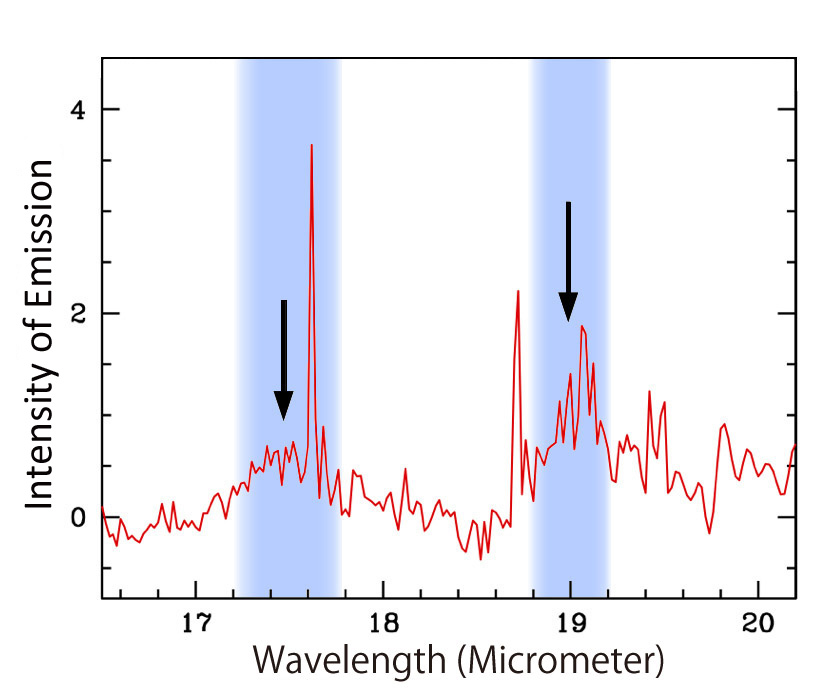 Intensity of Emission
4
2
0
17 18 19 20
Wavelength (Micrometer)